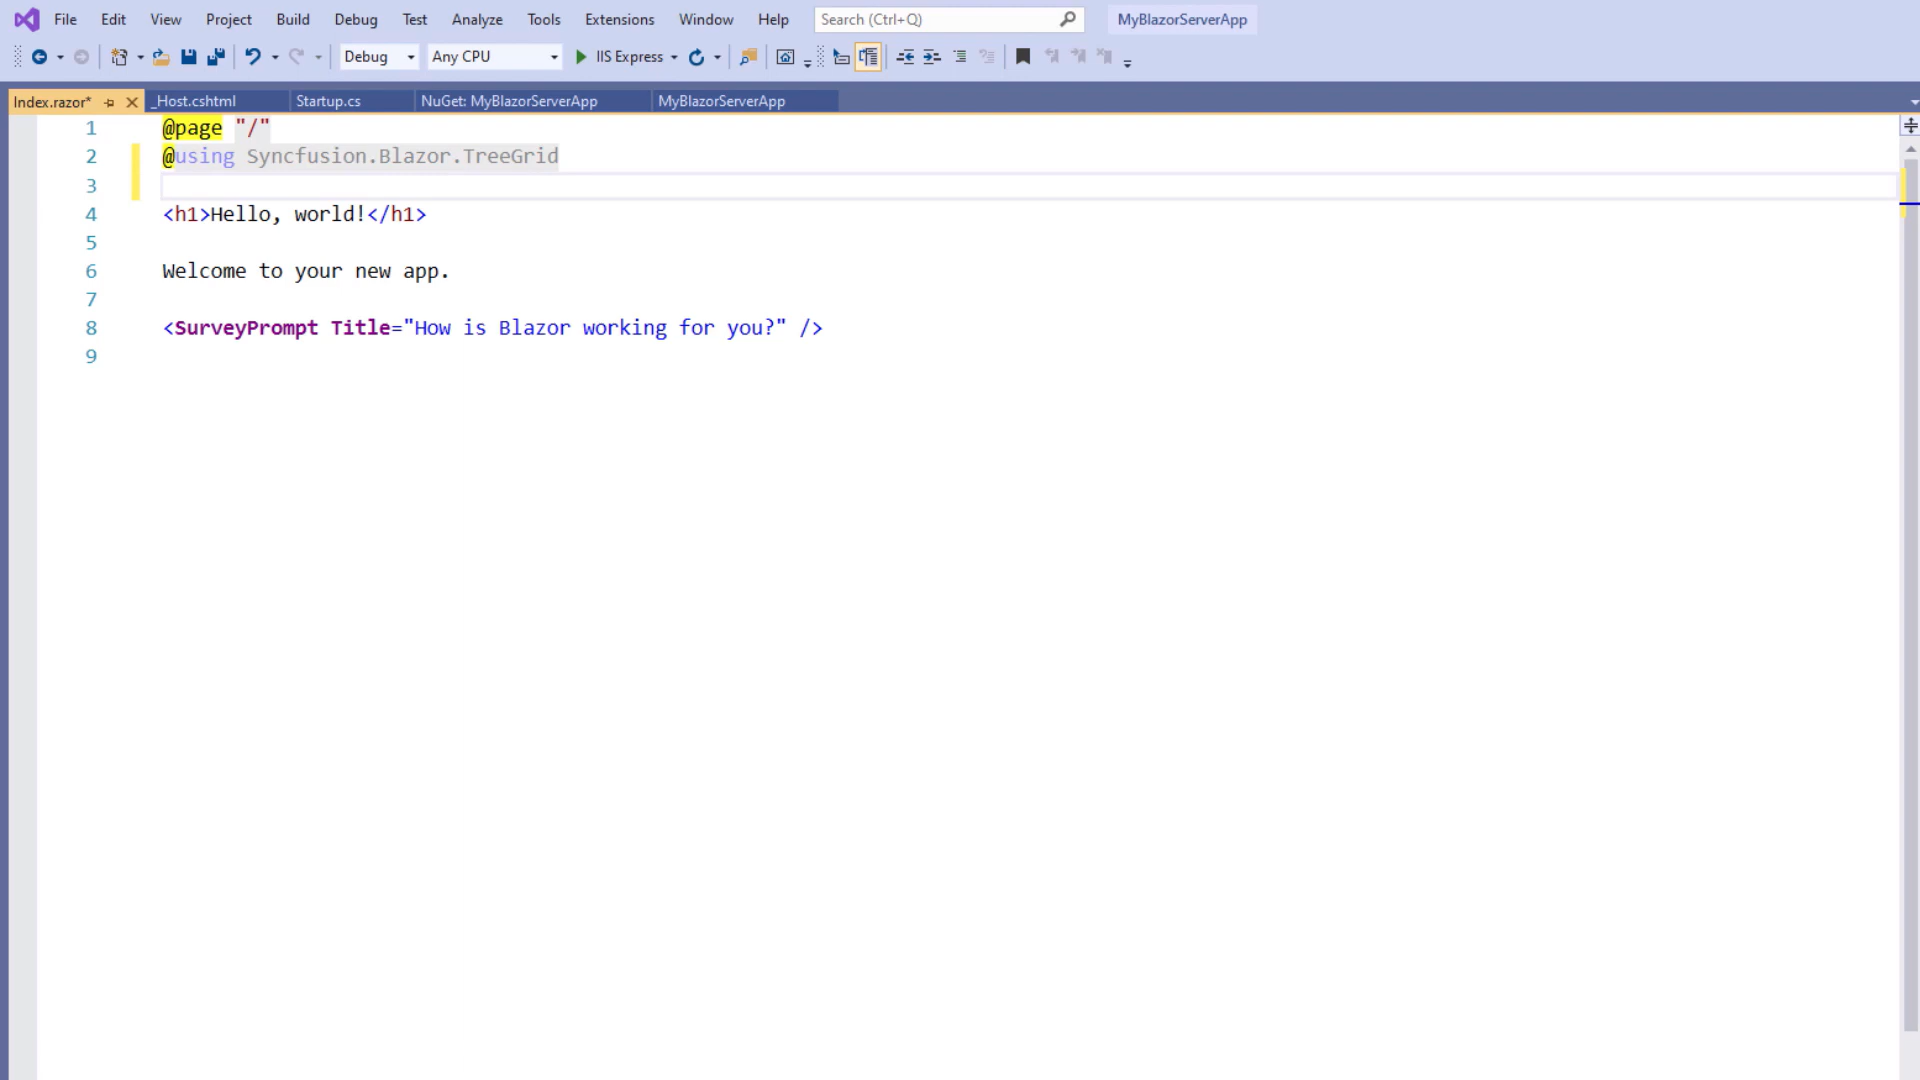 File Edit View Project Build Debug Test Analyze Tools Extensions Window Help Search (Ctrl+Q) MyBlazorServerApp
Debug Any CPU IIS Express
Index.razor* _Host.cshtml Startup.cs NuGet: MyBlazorServerApp MyBlazorServerApp
1 @page "/"
2 @using Syncfusion.Blazor.TreeGrid
3
4 <h1>Hello, world!</h1>
5
6 Welcome to your new app.
7
8 <SurveyPrompt Title="How is Blazor working for you?" />
9